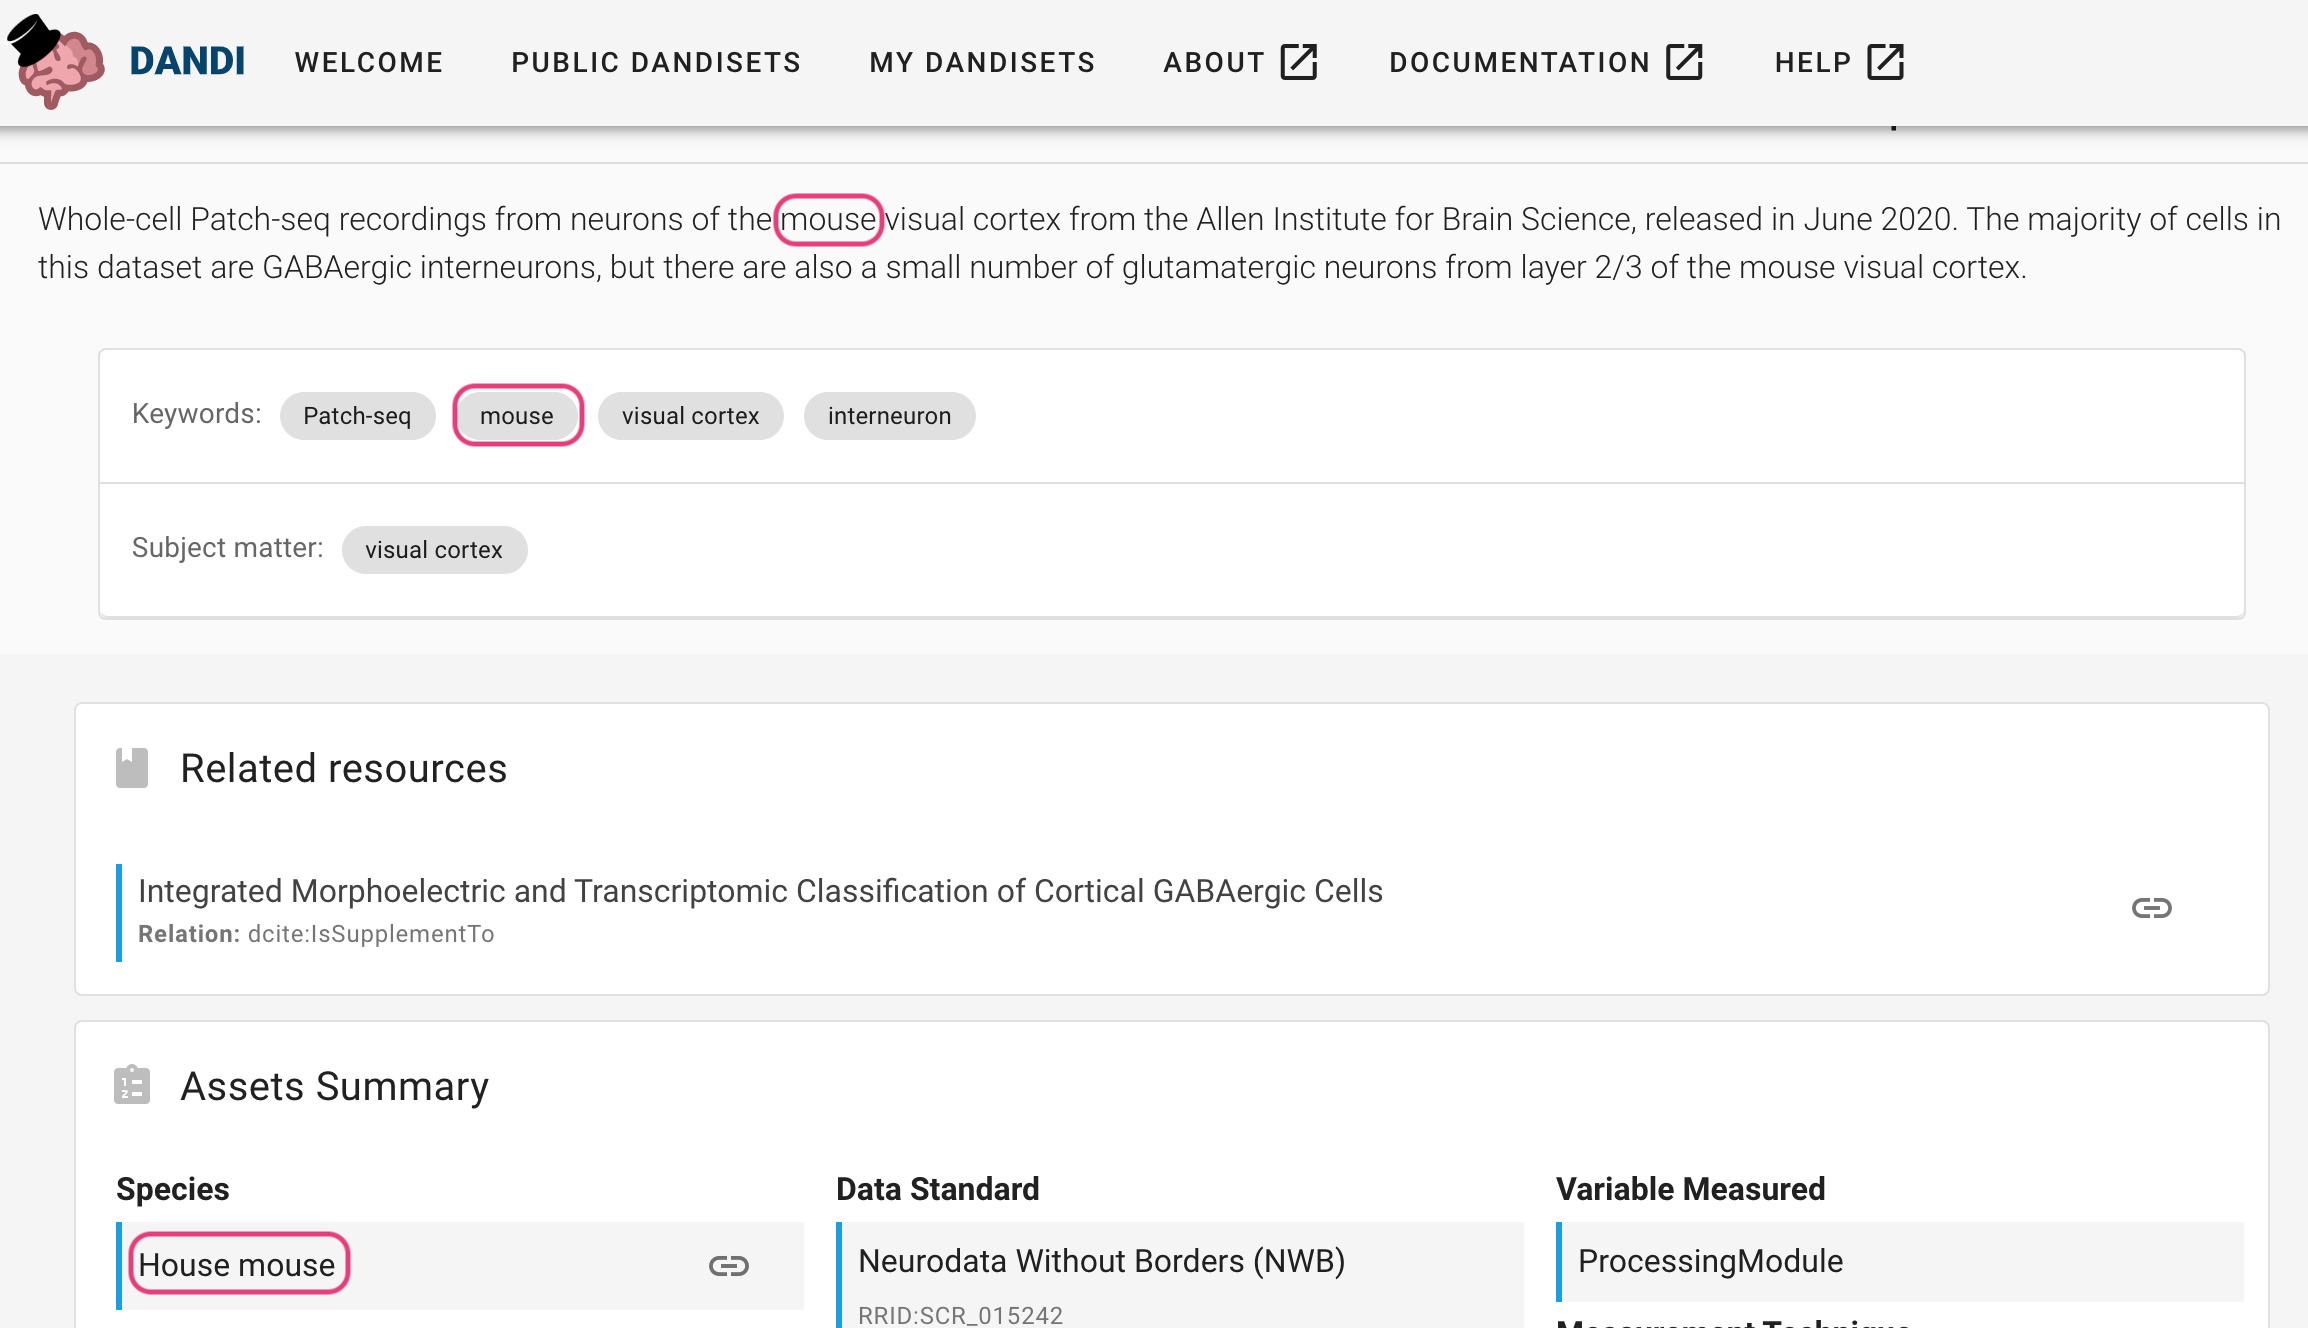 DANDI WELCOME PUBLIC DANDISETS MY DANDISETS ABOUT DOCUMENTATION HELP
Whole-cell Patch-seq recordings from neurons of the mouse visual cortex from the Allen Institute for Brain Science, released in June 2020. The majority of cells in
this dataset are GABAergic interneurons, but there are also a small number of glutamatergic neurons from layer 2/3 of the mouse visual cortex.
Keywords: Patch-seq mouse visual cortex interneuron
Subject matter: visual cortex
Related resources
Integrated Morphoelectric and Transcriptomic Classification of Cortical GABAergic Cells
Relation: dcite:IsSupplementTo
Assets Summary
Species
House mouse
Data Standard
Neurodata Without Borders (NWB)
RRID:SCR_015242
Variable Measured
ProcessingModule
Measurement Technique